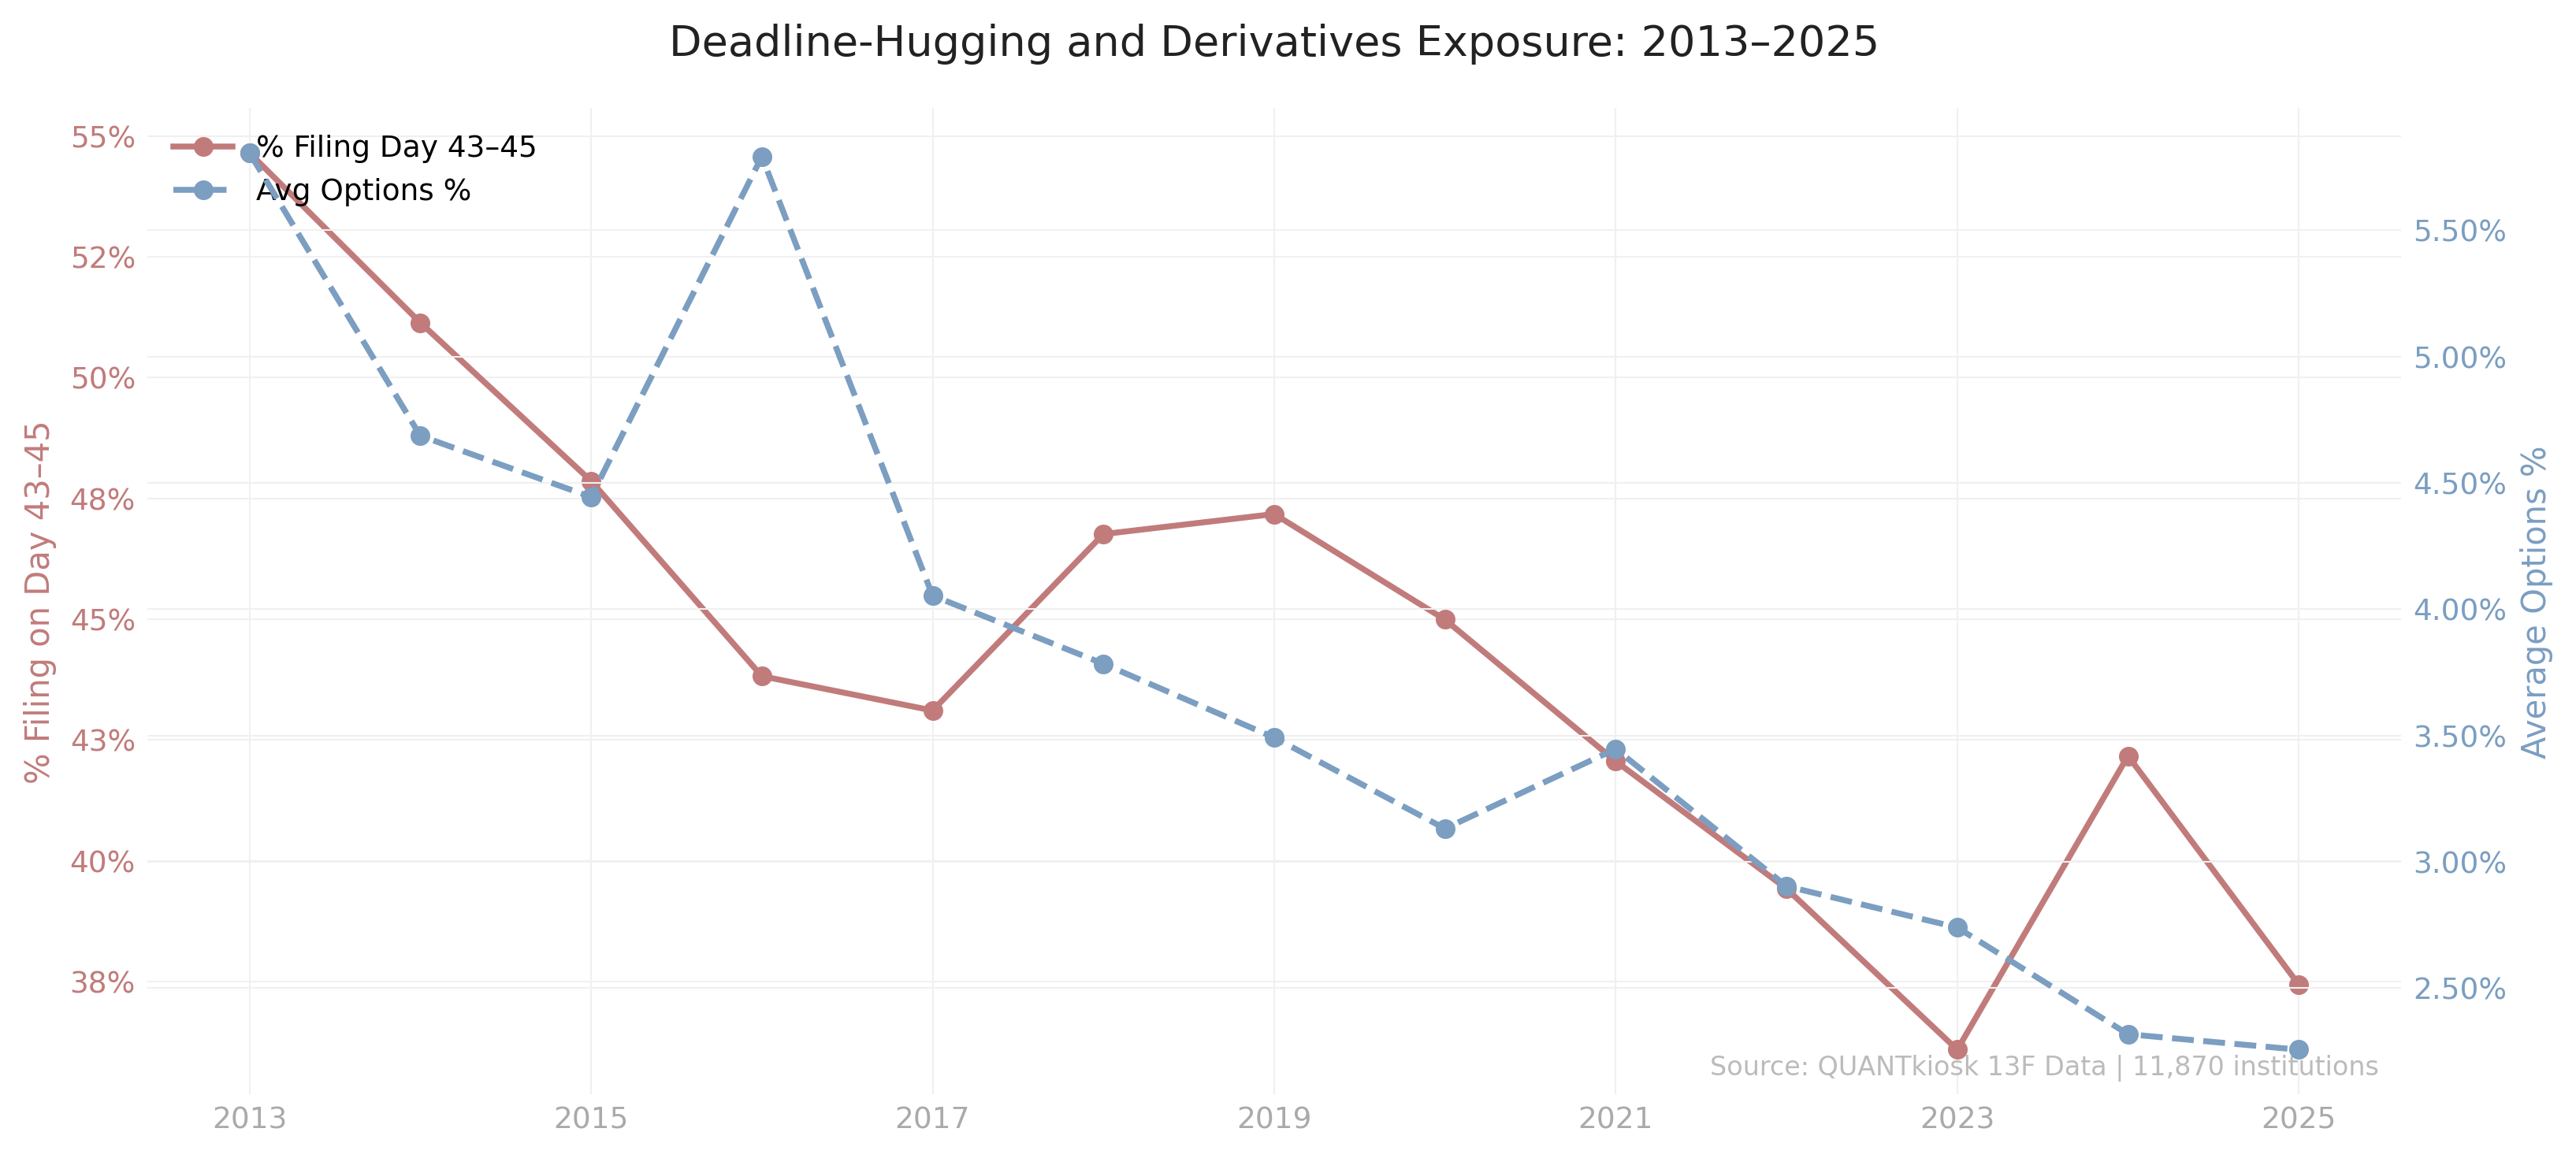 Deadline-Hugging and Derivatives Exposure: 2013–2025
% Filing Day 43–45
Avg Options %
% Filing on Day 43–45
55%
52%
50%
48%
45%
43%
40%
38%
5.50%
5.00%
4.50%
4.00%
3.50%
3.00%
2.50%
Average Options %
Source: QUANTkiosk 13F Data | 11,870 institutions
2013 2015 2017 2019 2021 2023 2025